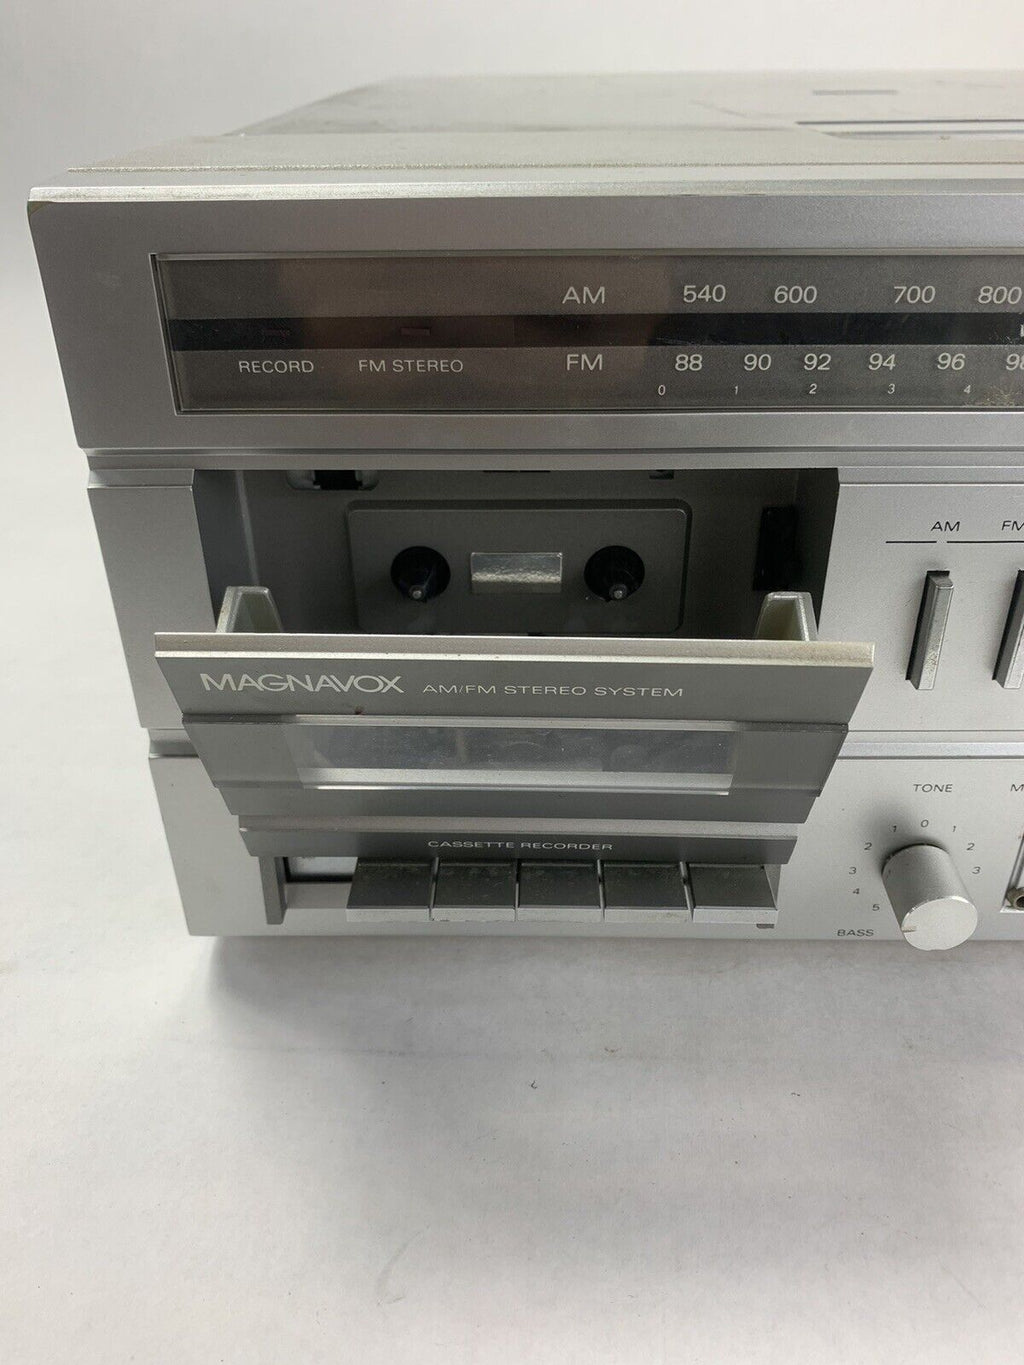 AM 540 600 700 800
RECORD FM STEREO FM 88 90 92 94 96 98
0 1 2 3 4
AM FM
MAGNAVOX AM/FM STEREO SYSTEM
TONE M
1 0 1
2 2
3 3
4
5
BASS
CASSETTE RECORDER